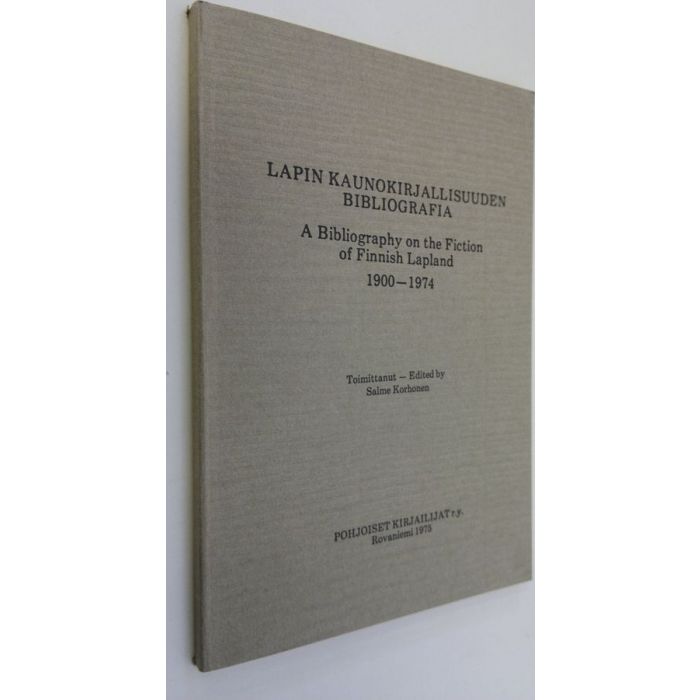 LAPIN KAUNOKIRJALLISUUDEN
BIBLIOGRAFIA
A Bibliography on the Fiction
of Finnish Lapland
1900—1974
Toimittanut — Edited by
Salme Korhonen
POHJOISET KIRJAILIJAT r.y.
Rovaniemi 1975